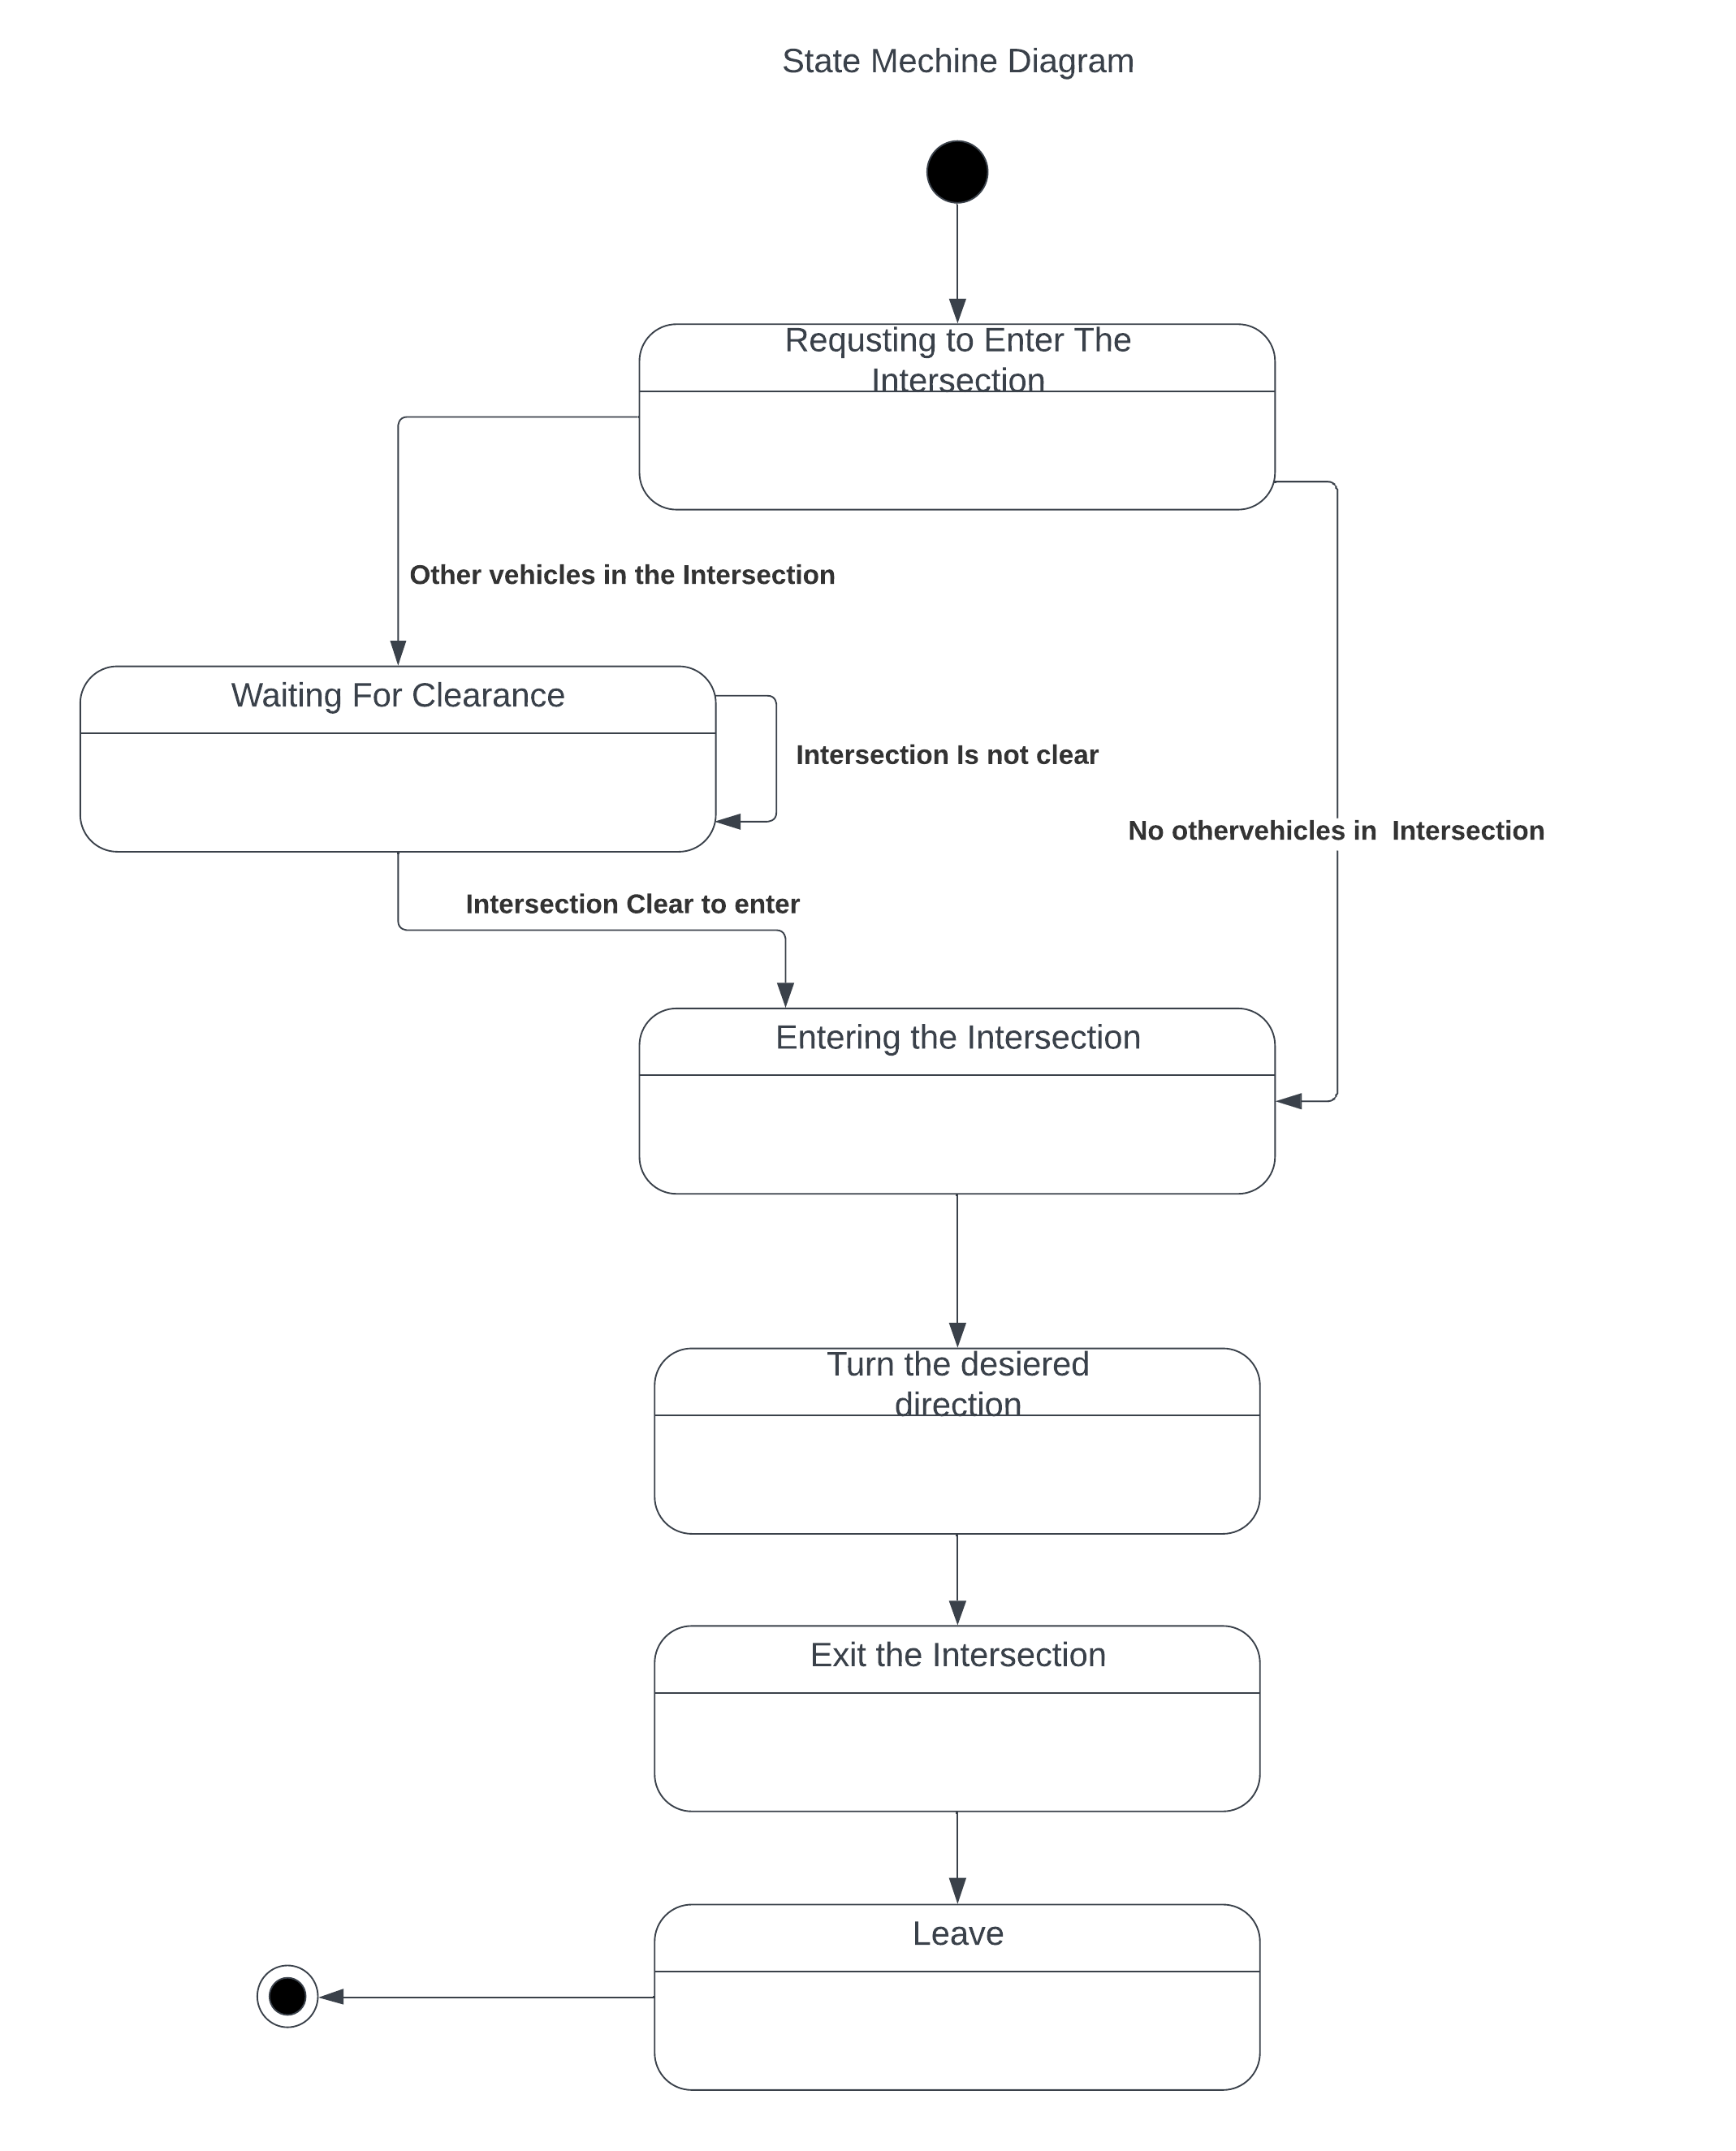 State Mechine Diagram
Requsting to Enter The
Intersection
Other vehicles in the Intersection
Waiting For Clearance
Intersection Is not clear
No othervehicles in  Intersection
Intersection Clear to enter
Entering the Intersection
Turn the desiered
direction
Exit the Intersection
Leave